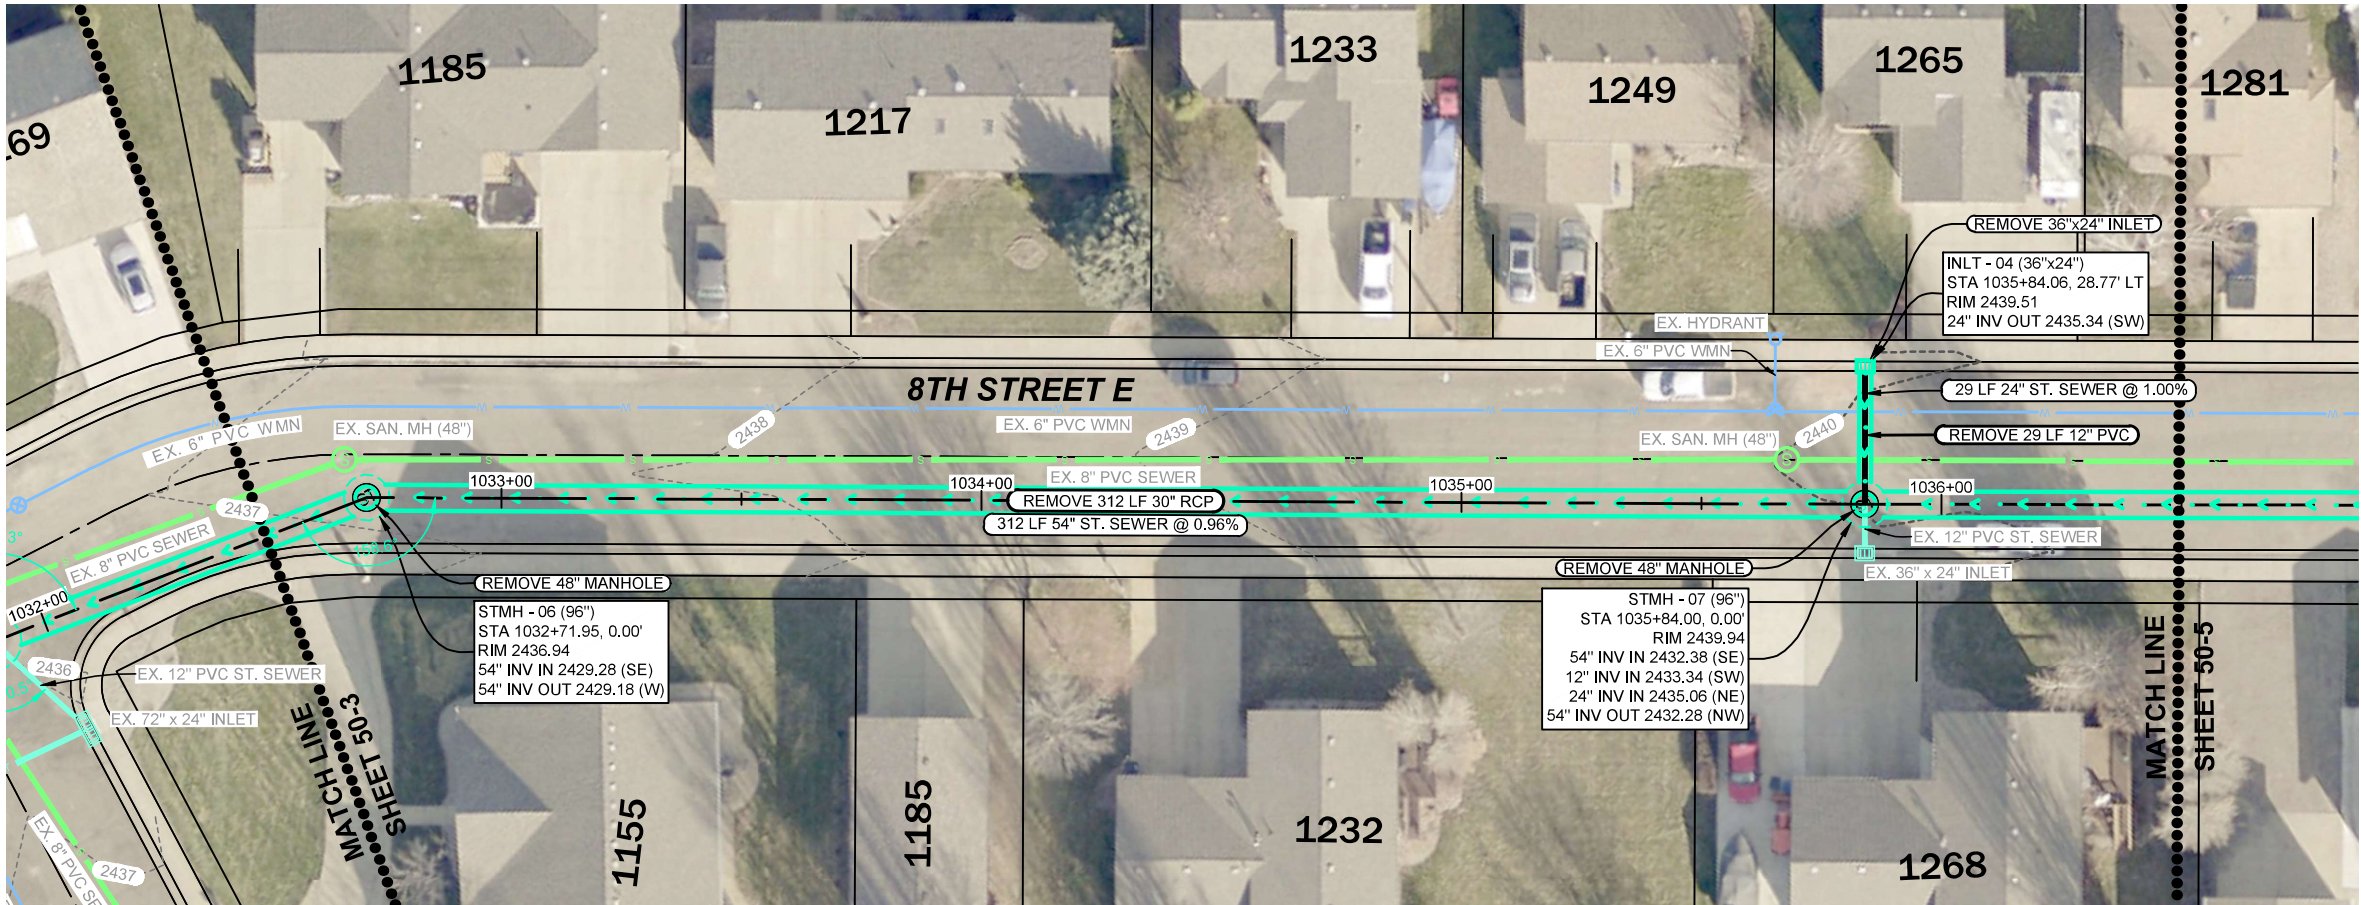 1185
1217
1233
1249
1265
1281
69
REMOVE 36"x24" INLET
INLT - 04 (36"x24")
STA 1035+84.06, 28.77' LT
RIM 2439.51
24" INV OUT 2435.34 (SW)
EX. HYDRANT
EX. 6" PVC WMN
8TH STREET E
29 LF 24" ST. SEWER @ 1.00%
EX. 6" PVC WMN
EX. SAN. MH (48")
2438
EX. 6" PVC WMN
2439
EX. SAN. MH (48")
2440
REMOVE 29 LF 12" PVC
EX. 8" PVC SEWER
1033+00
1034+00
1035+00
1036+00
REMOVE 312 LF 30" RCP
312 LF 54" ST. SEWER @ 0.96%
2437
EX. 8" PVC SEWER
3°
EX. 12" PVC ST. SEWER
REMOVE 48" MANHOLE
REMOVE 48" MANHOLE
EX. 36" x 24" INLET
1032+00
STMH - 06 (96")
STA 1032+71.95, 0.00'
RIM 2436.94
54" INV IN 2429.28 (SE)
54" INV OUT 2429.18 (W)
STMH - 07 (96")
STA 1035+84.00, 0.00'
RIM 2439.94
54" INV IN 2432.38 (SE)
12" INV IN 2433.34 (SW)
24" INV IN 2435.06 (NE)
54" INV OUT 2432.28 (NW)
2436
EX. 12" PVC ST. SEWER
EX. 72" x 24" INLET
MATCH LINE
SHEET 50-3
MATCH LINE
SHEET 50-5
EX. 8" PVC SE
2437
1155
1185
1232
1268